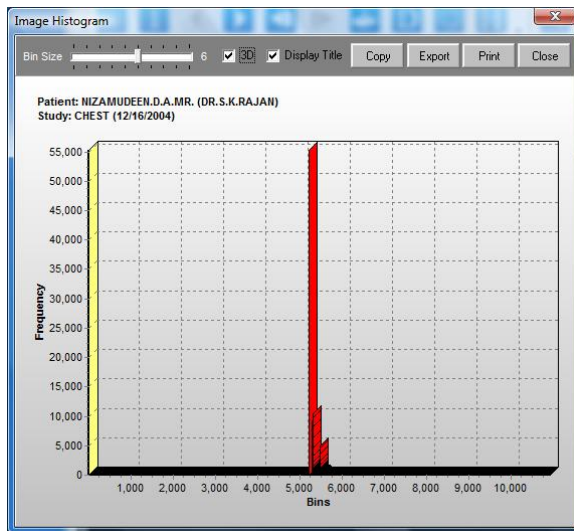 Image Histogram
Bin Size 6 3D Display Title Copy Export Print Close
Patient: NIZAMUDEEN.D.A.MR. (DR.S.K.RAJAN)
Study: CHEST (12/16/2004)
55,000
50,000
45,000
40,000
35,000
30,000
25,000
20,000
15,000
10,000
5,000
0
Frequency
1,000 2,000 3,000 4,000 5,000 6,000 7,000 8,000 9,000 10,000
Bins